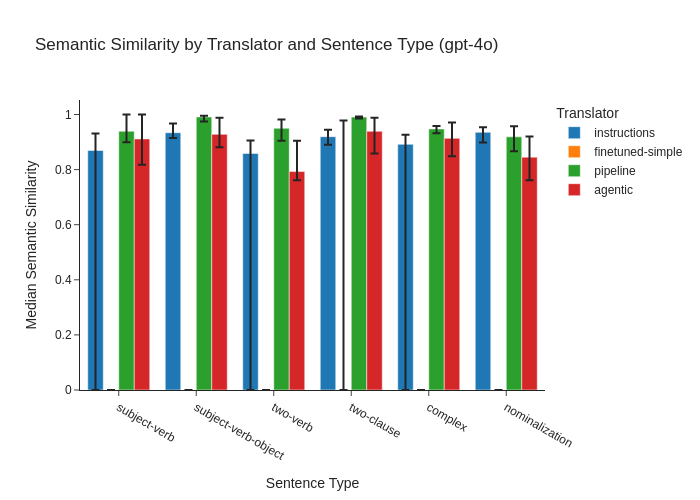 Semantic Similarity by Translator and Sentence Type (gpt-4o)
Translator
instructions
finetuned-simple
pipeline
agentic
Median Semantic Similarity
1
0.8
0.6
0.4
0.2
0
subject-verb
subject-verb-object
two-verb
two-clause
complex
nominalization
Sentence Type